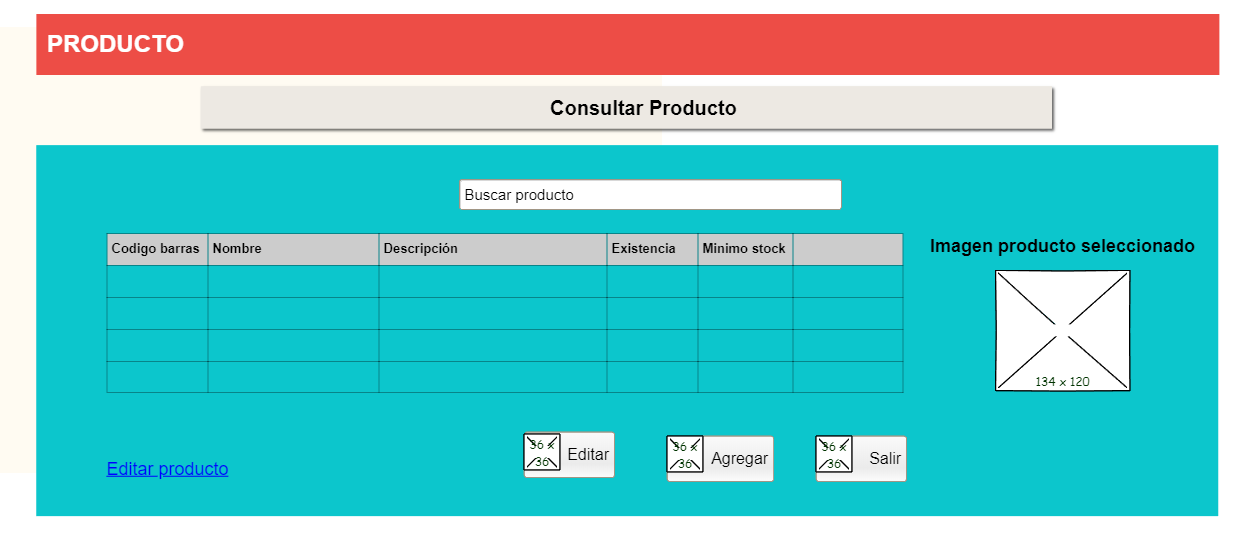 PRODUCTO
Consultar Producto
Buscar producto
Codigo barras Nombre Descripción Existencia Minimo stock
Imagen producto seleccionado
134 x 120
36 x 36 Editar
36 x 36 Agregar
36 x 36 Salir
Editar producto